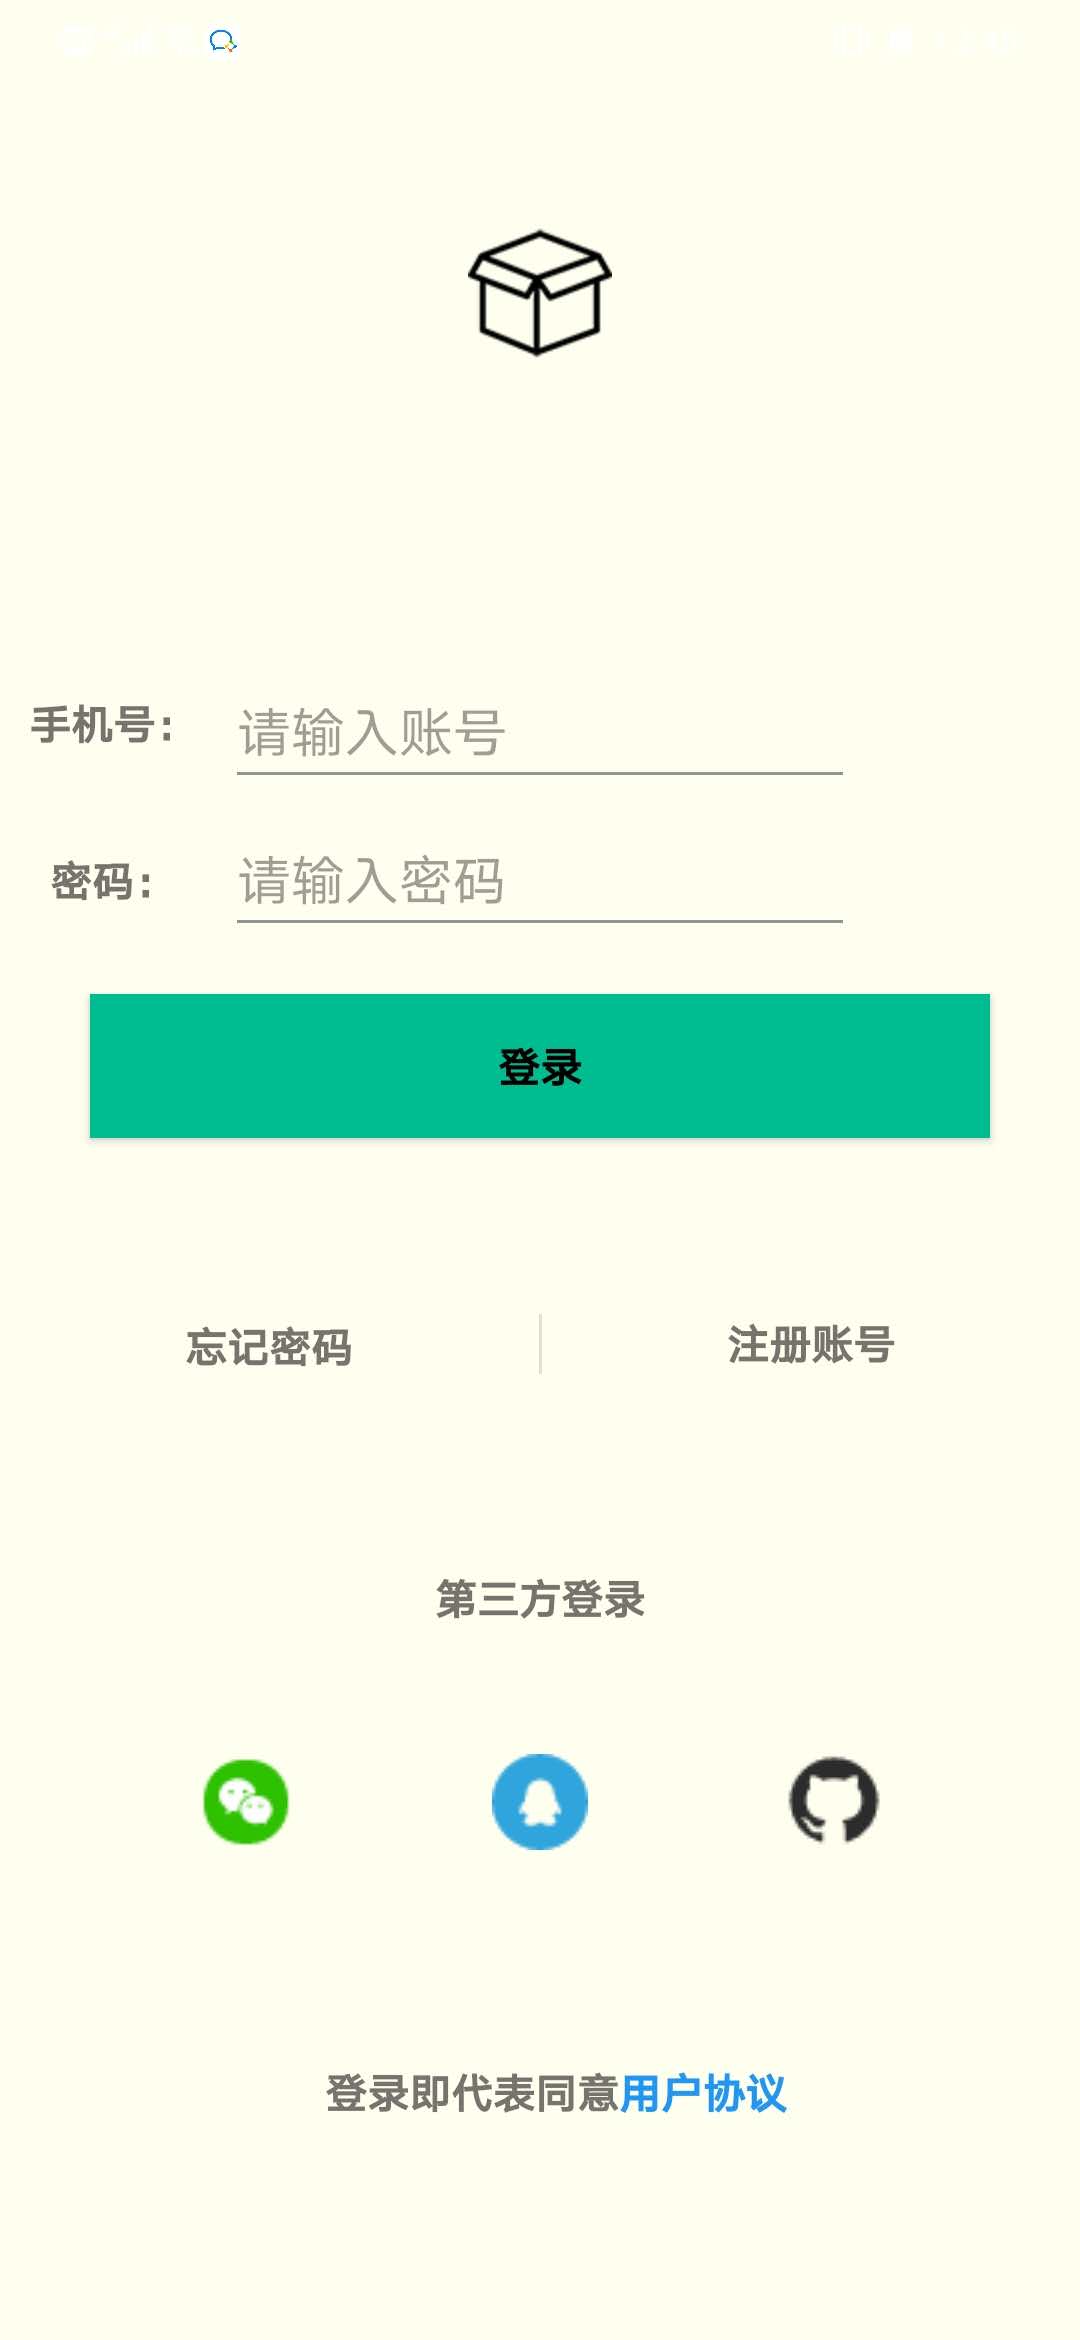 手机号：
请输入账号
密码：
请输入密码
登录
忘记密码
注册账号
第三方登录
登录即代表同意用户协议